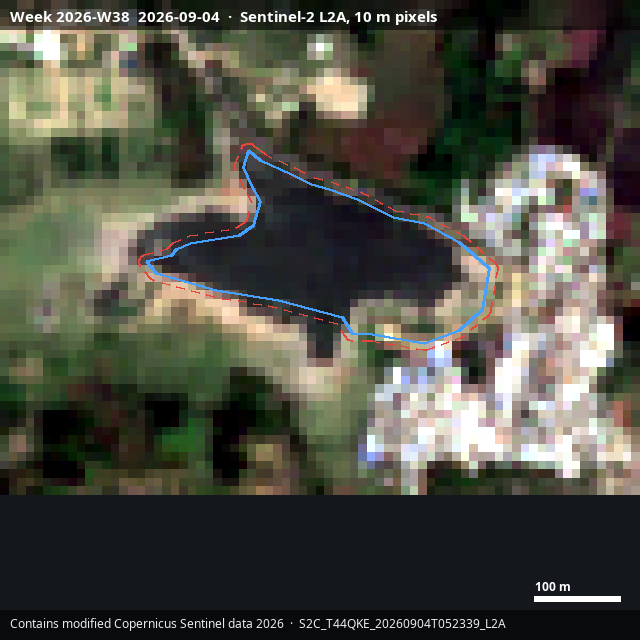 Week 2026-W38  2026-09-04  ·  Sentinel-2 L2A, 10 m pixels
100 m
Contains modified Copernicus Sentinel data 2026  ·  S2C_T44QKE_20260904T052339_L2A